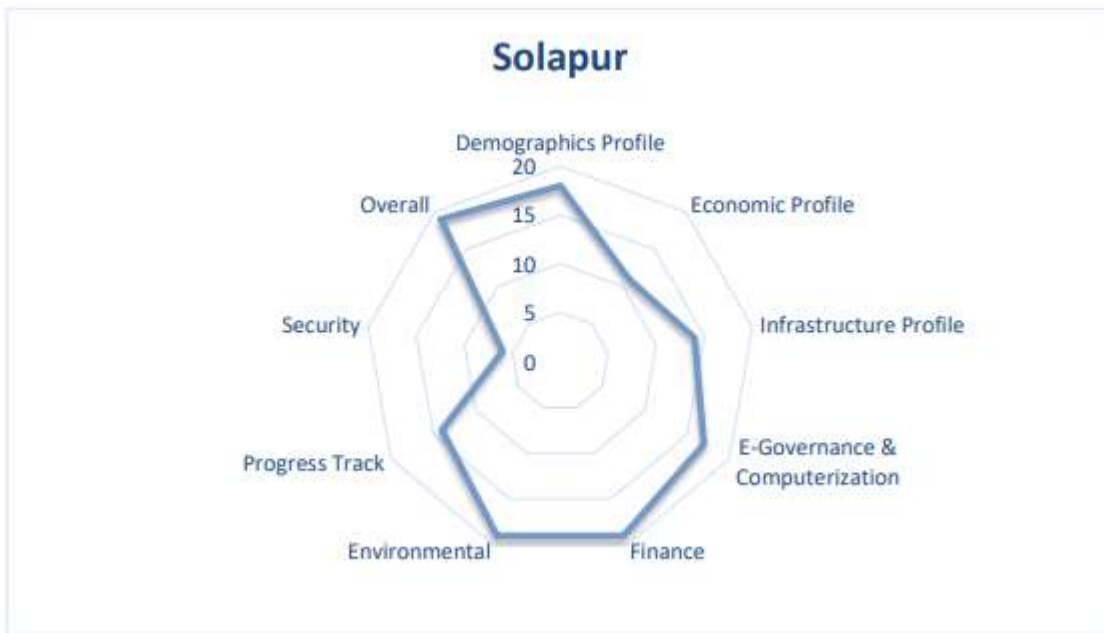 Solapur
Demographics Profile
20
Overall
15
Economic Profile
10
5
Security
Infrastructure Profile
0
E-Governance &
Computerization
Progress Track
Environmental
Finance